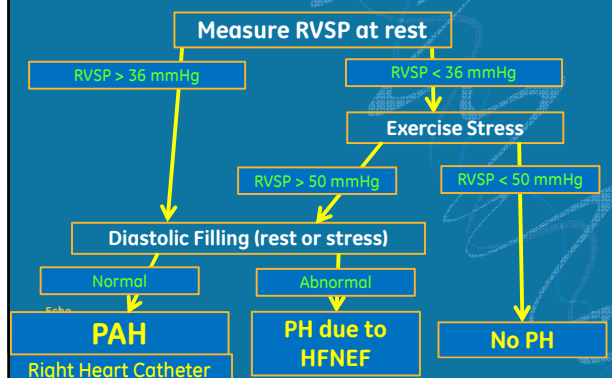 Measure RVSP at rest
RVSP > 36 mmHg
RVSP < 36 mmHg
Exercise Stress
RVSP > 50 mmHg
RVSP < 50 mmHg
Diastolic Filling (rest or stress)
Normal
Abnormal
Echo
PAH
PH due to
HFNEF
No PH
Right Heart Catheter